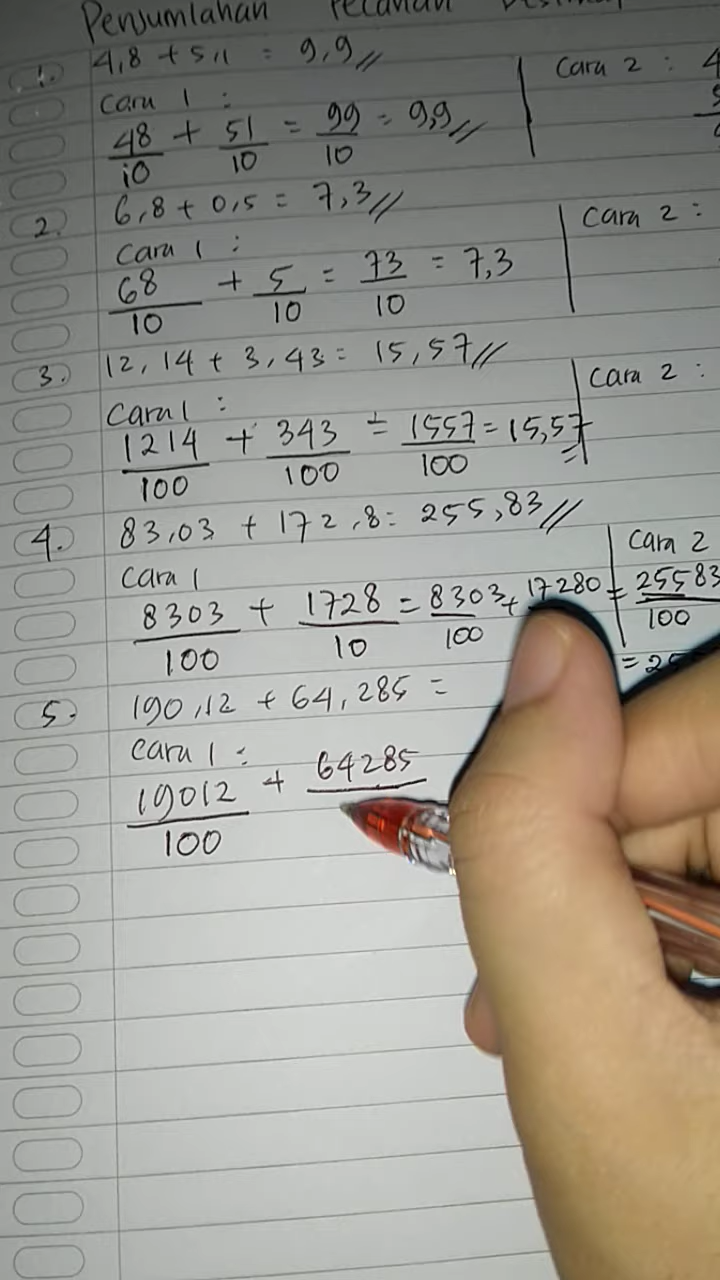 Penjumlahan Pecahan
1. 4,8 + 5,1 = 9,9 //
Cara 1 :
48/10 + 51/10 = 99/10 = 9,9 //
Cara 2 : 4
2. 6,8 + 0,5 = 7,3 //
Cara 1 :
68/10 + 5/10 = 73/10 = 7,3
Cara 2 :
3. 12,14 + 3,43 = 15,57 //
Cara 1 :
1214/100 + 343/100 = 1557/100 = 15,57
Cara 2 :
4. 83,03 + 172,8 = 255,83 //
Cara 1
8303/100 + 1728/10 = 8303/100 + 17280 = 25583/100
Cara 2
5. 190,12 + 64,285 =
Cara 1 :
19012/100 + 64285